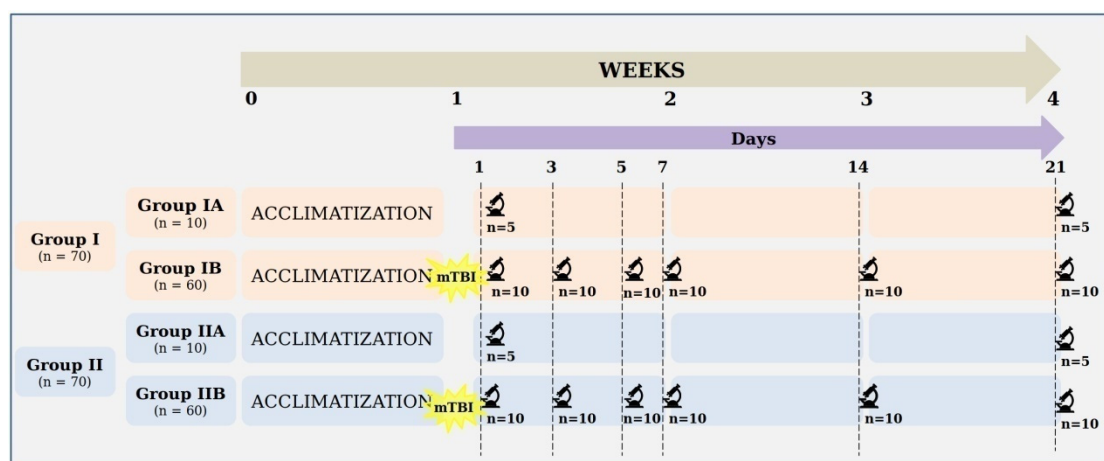 WEEKS
0 1 2 3 4
Days
1 3 5 7 14 21
Group I
(n = 70)
Group IA
(n = 10)
ACCLIMATIZATION
n=5 n=5
Group IB
(n = 60)
ACCLIMATIZATION
mTBI
n=10 n=10 n=10 n=10 n=10 n=10
Group II
(n = 70)
Group IIA
(n = 10)
ACCLIMATIZATION
n=5 n=5
Group IIB
(n = 60)
ACCLIMATIZATION
mTBI
n=10 n=10 n=10 n=10 n=10 n=10